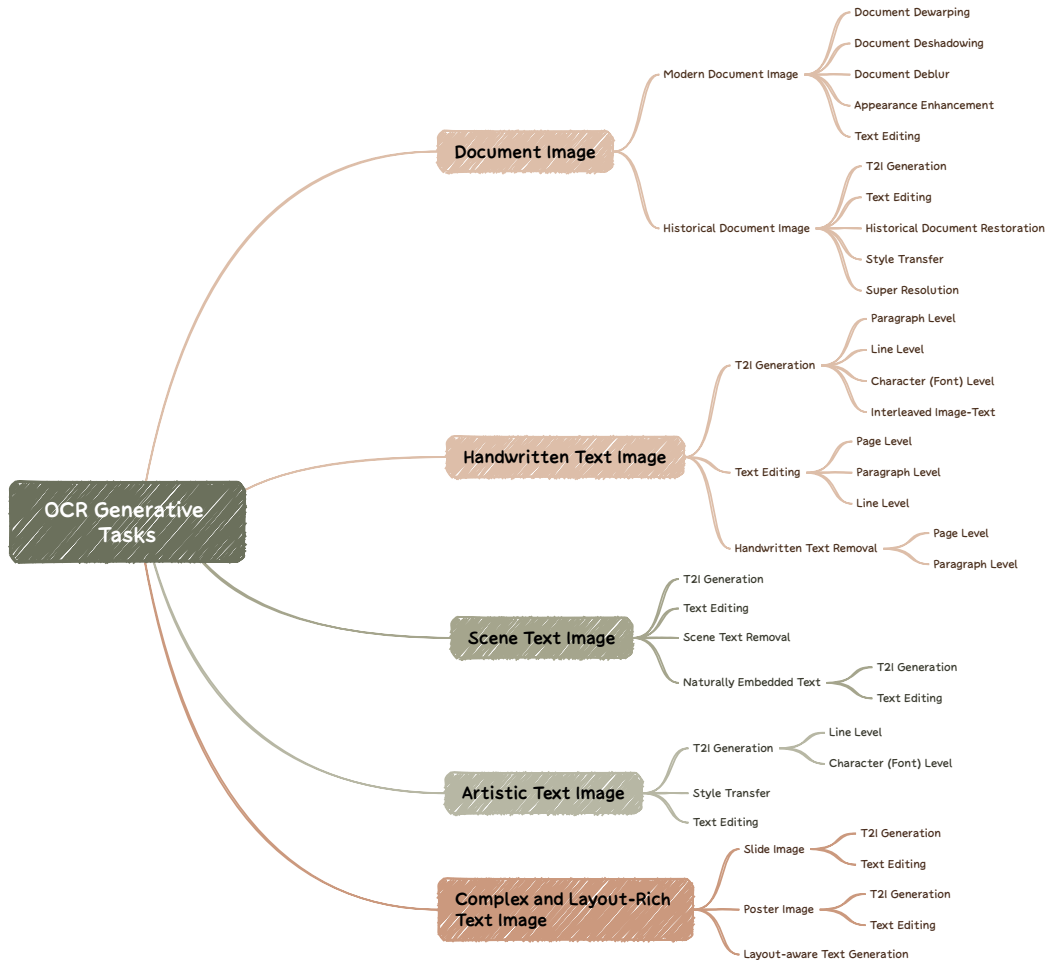 OCR Generative
Tasks
Document Image
Modern Document Image
Document Dewarping
Document Deshadowing
Document Deblur
Appearance Enhancement
Text Editing
Historical Document Image
T2I Generation
Text Editing
Historical Document Restoration
Style Transfer
Super Resolution
Handwritten Text Image
T2I Generation
Paragraph Level
Line Level
Character (Font) Level
Interleaved Image-Text
Text Editing
Page Level
Paragraph Level
Line Level
Handwritten Text Removal
Page Level
Paragraph Level
Scene Text Image
T2I Generation
Text Editing
Scene Text Removal
Naturally Embedded Text
T2I Generation
Text Editing
Artistic Text Image
T2I Generation
Line Level
Character (Font) Level
Style Transfer
Text Editing
Complex and Layout-Rich
Text Image
Slide Image
T2I Generation
Text Editing
Poster Image
T2I Generation
Text Editing
Layout-aware Text Generation